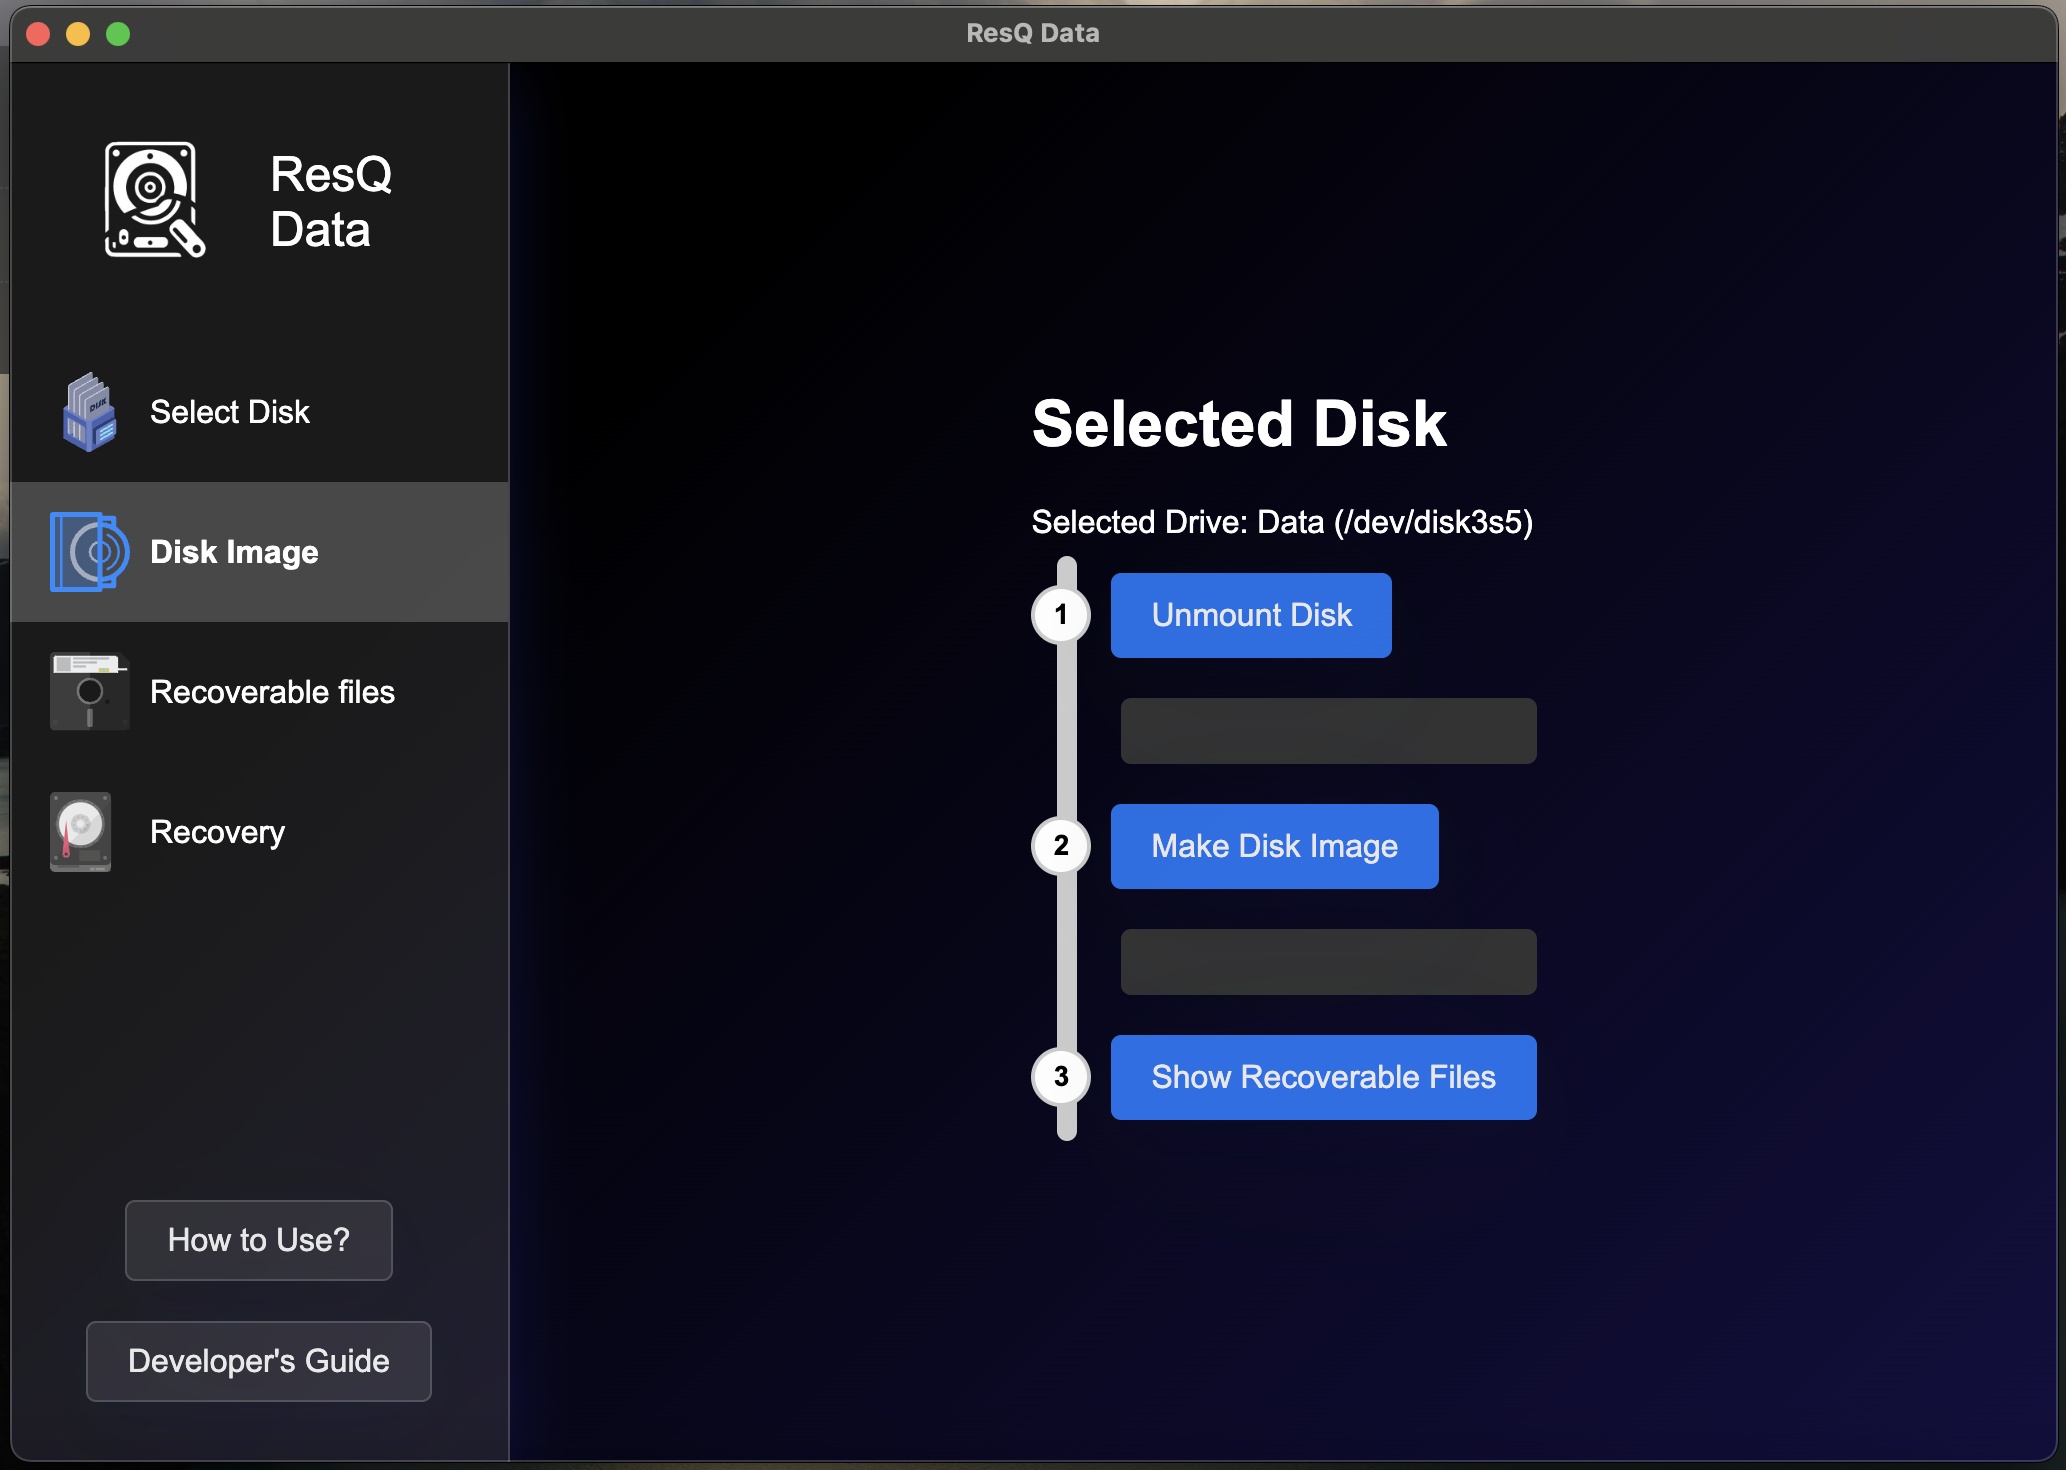 ResQ Data
ResQ
Data
DISK
Select Disk
Disk Image
Recoverable files
Recovery
How to Use?
Developer's Guide
Selected Disk
Selected Drive: Data (/dev/disk3s5)
1
Unmount Disk
2
Make Disk Image
3
Show Recoverable Files